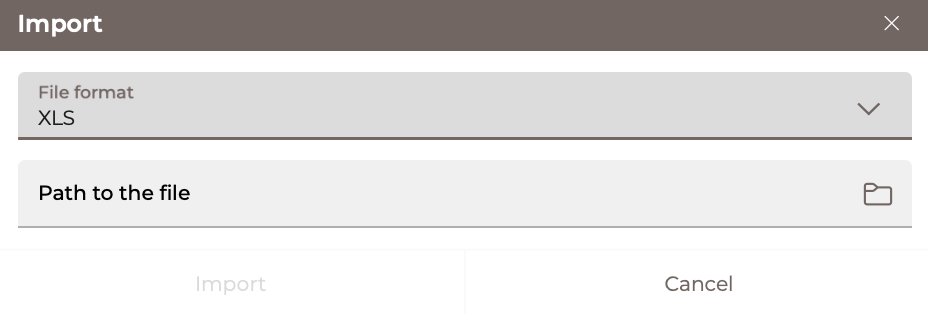 Import
File format
XLS
Path to the file
Import
Cancel